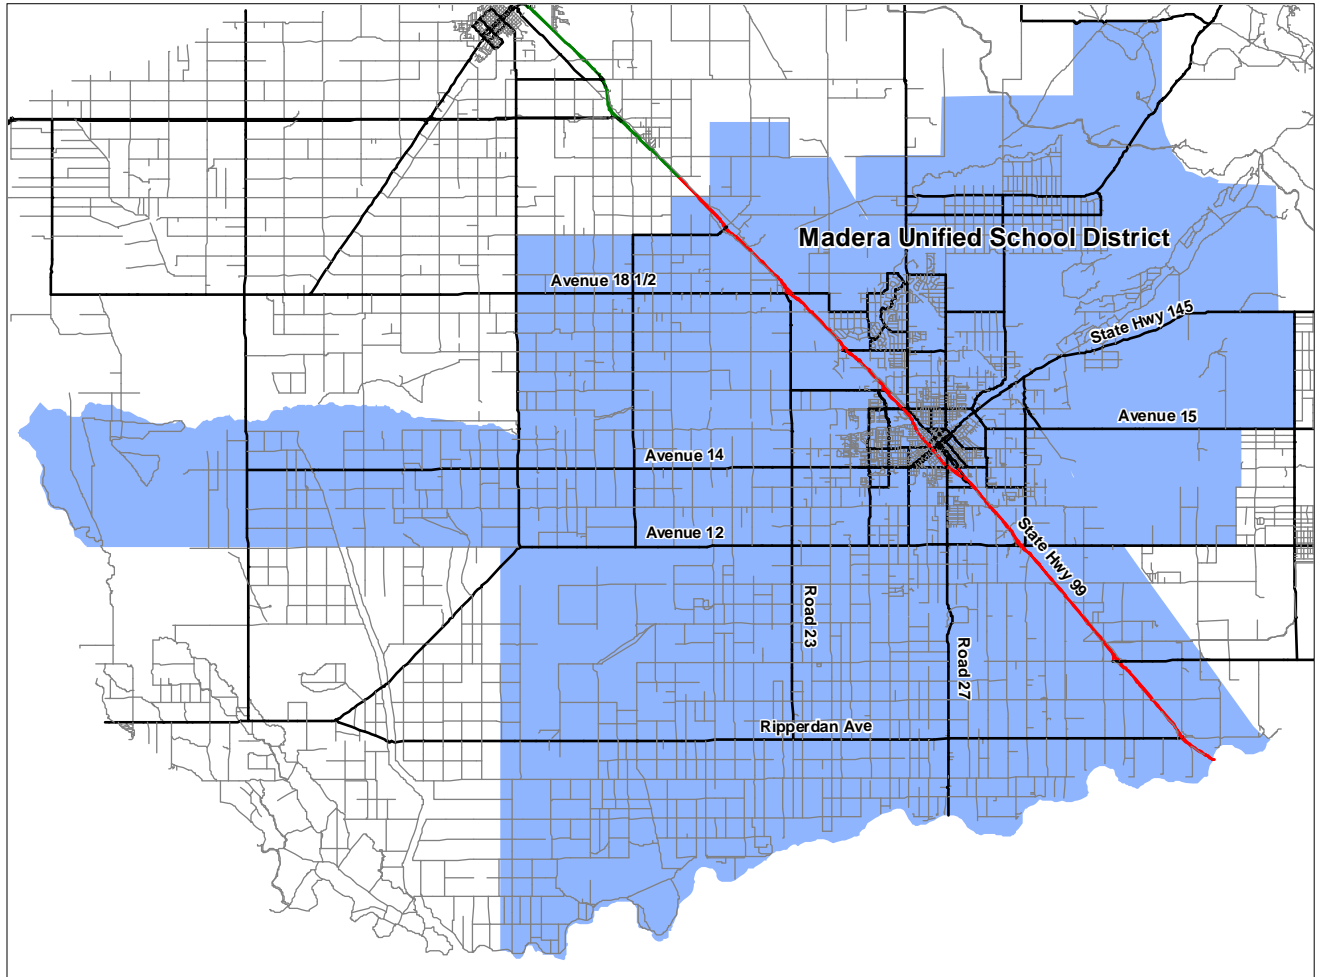 Madera Unified School District
Avenue 18 1/2
State Hwy 145
Avenue 15
Avenue 14
Avenue 12
State Hwy 99
Road 23
Road 27
Ripperdan Ave